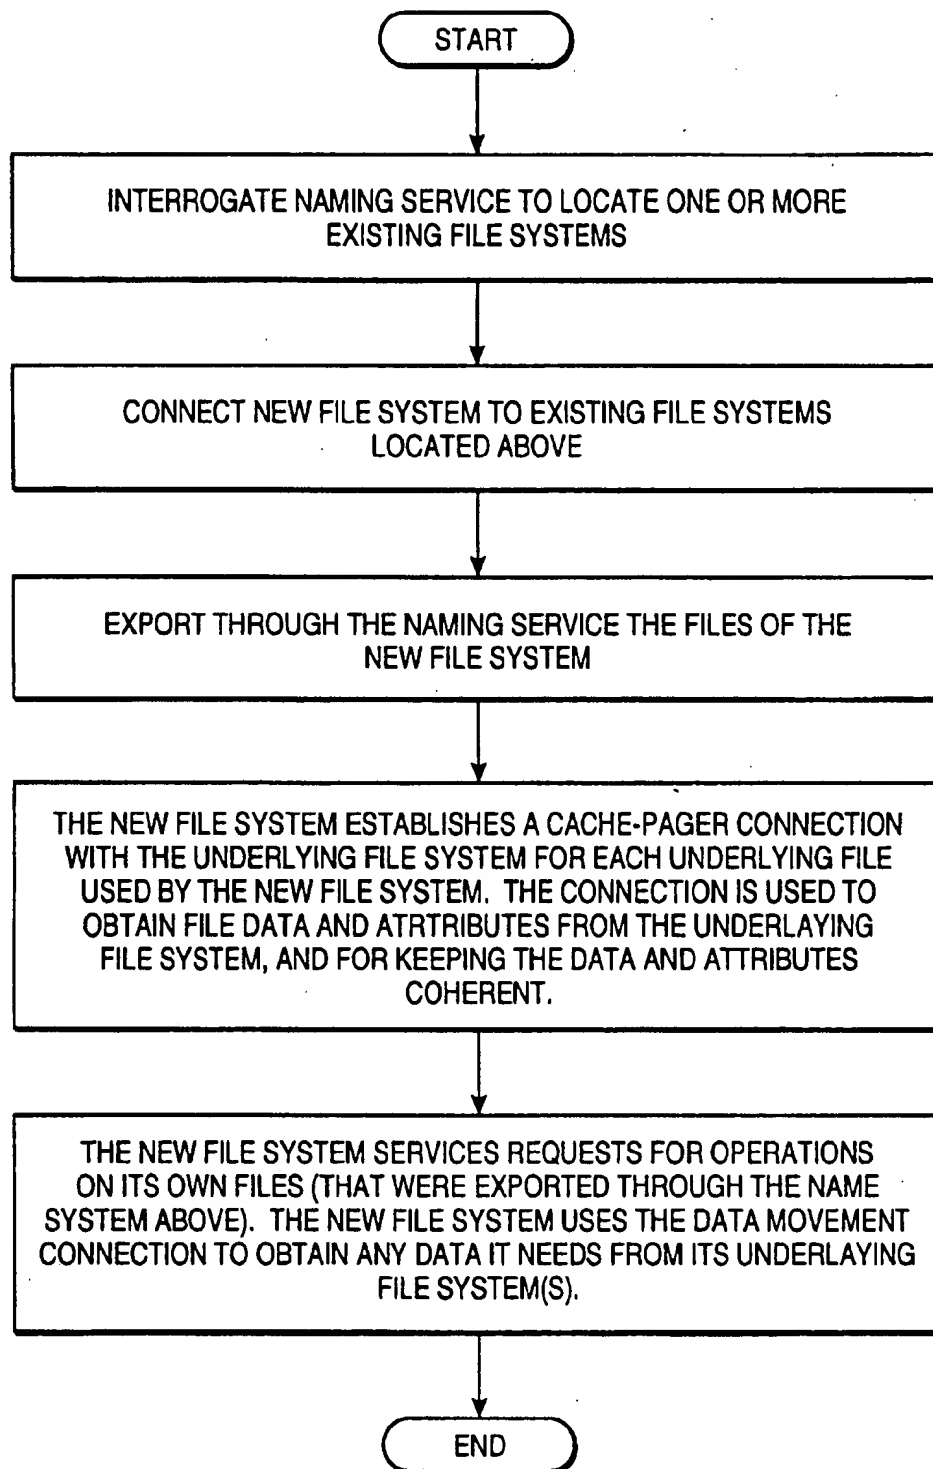 START
INTERROGATE NAMING SERVICE TO LOCATE ONE OR MORE
EXISTING FILE SYSTEMS
CONNECT NEW FILE SYSTEM TO EXISTING FILE SYSTEMS
LOCATED ABOVE
EXPORT THROUGH THE NAMING SERVICE THE FILES OF THE
NEW FILE SYSTEM
THE NEW FILE SYSTEM ESTABLISHES A CACHE-PAGER CONNECTION
WITH THE UNDERLYING FILE SYSTEM FOR EACH UNDERLYING FILE
USED BY THE NEW FILE SYSTEM. THE CONNECTION IS USED TO
OBTAIN FILE DATA AND ATRTRIBUTES FROM THE UNDERLAYING
FILE SYSTEM, AND FOR KEEPING THE DATA AND ATTRIBUTES
COHERENT.
THE NEW FILE SYSTEM SERVICES REQUESTS FOR OPERATIONS
ON ITS OWN FILES (THAT WERE EXPORTED THROUGH THE NAME
SYSTEM ABOVE). THE NEW FILE SYSTEM USES THE DATA MOVEMENT
CONNECTION TO OBTAIN ANY DATA IT NEEDS FROM ITS UNDERLAYING
FILE SYSTEM(S).
END